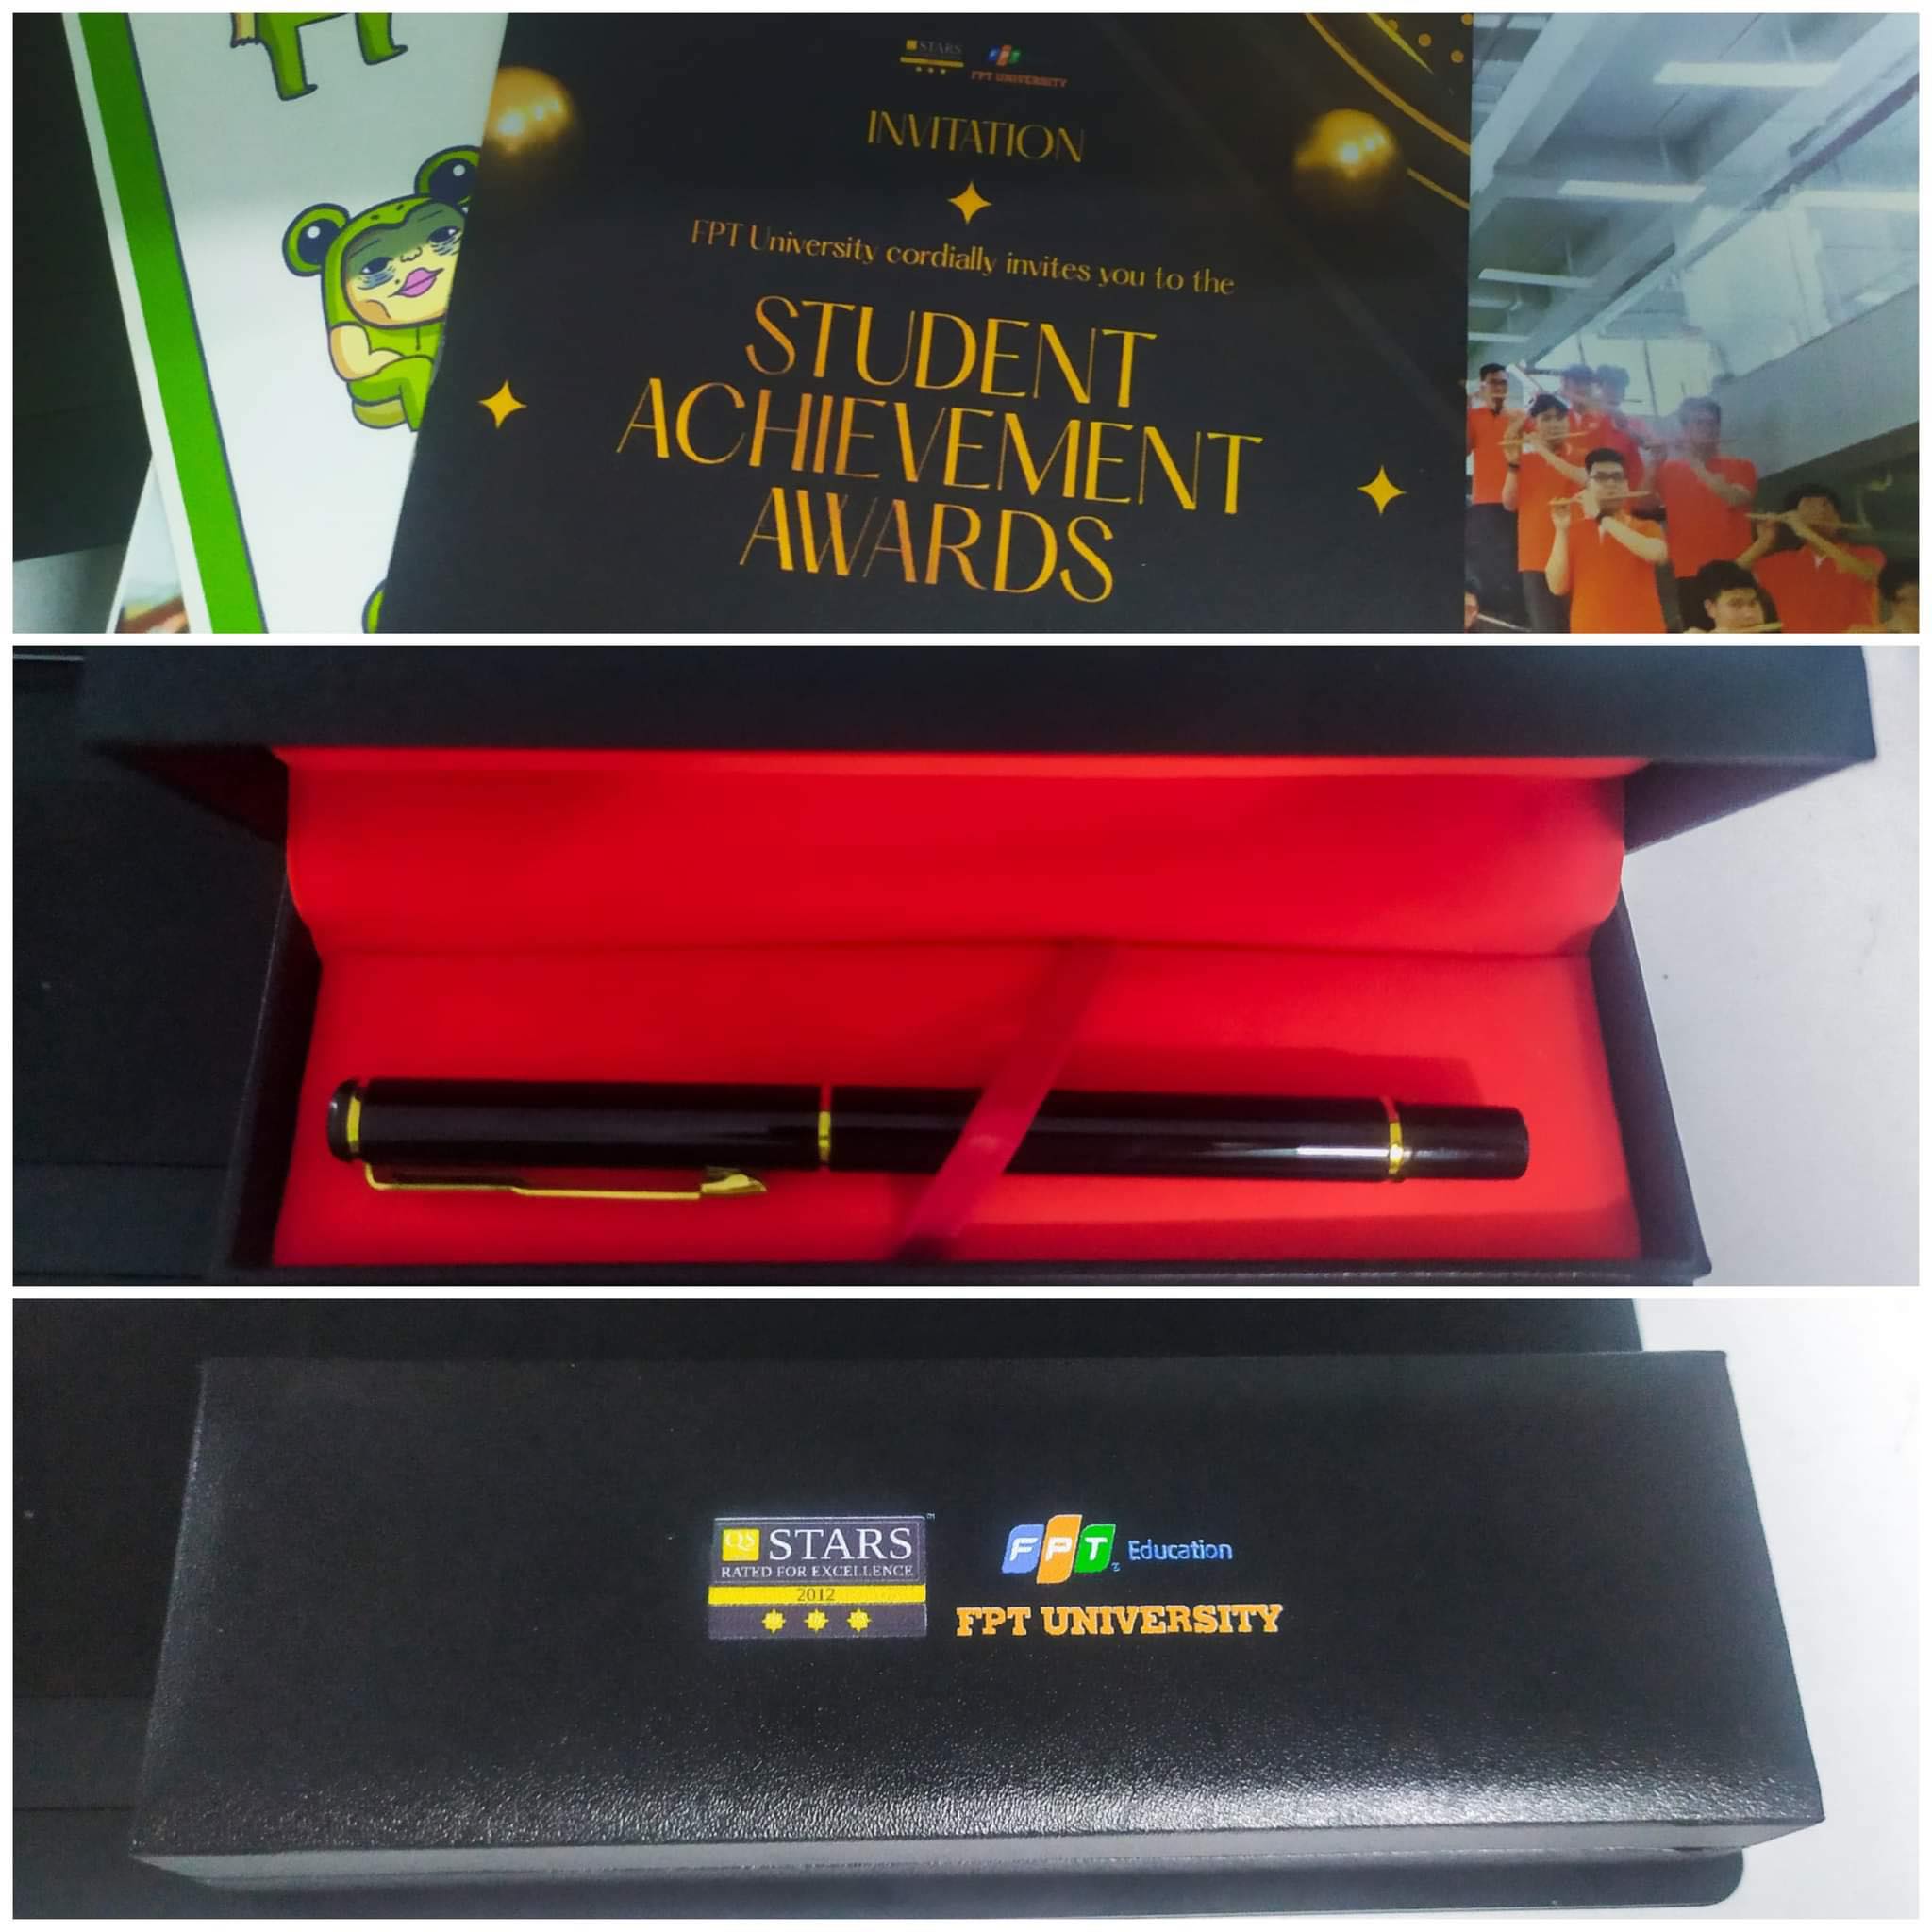 STARS
FPT UNIVERSITY
INVITATION
FPT University cordially invites you to the
STUDENT
ACHIEVEMENT
AWARDS
QS STARS
RATED FOR EXCELLENCE
2012
FPT Education
FPT UNIVERSITY